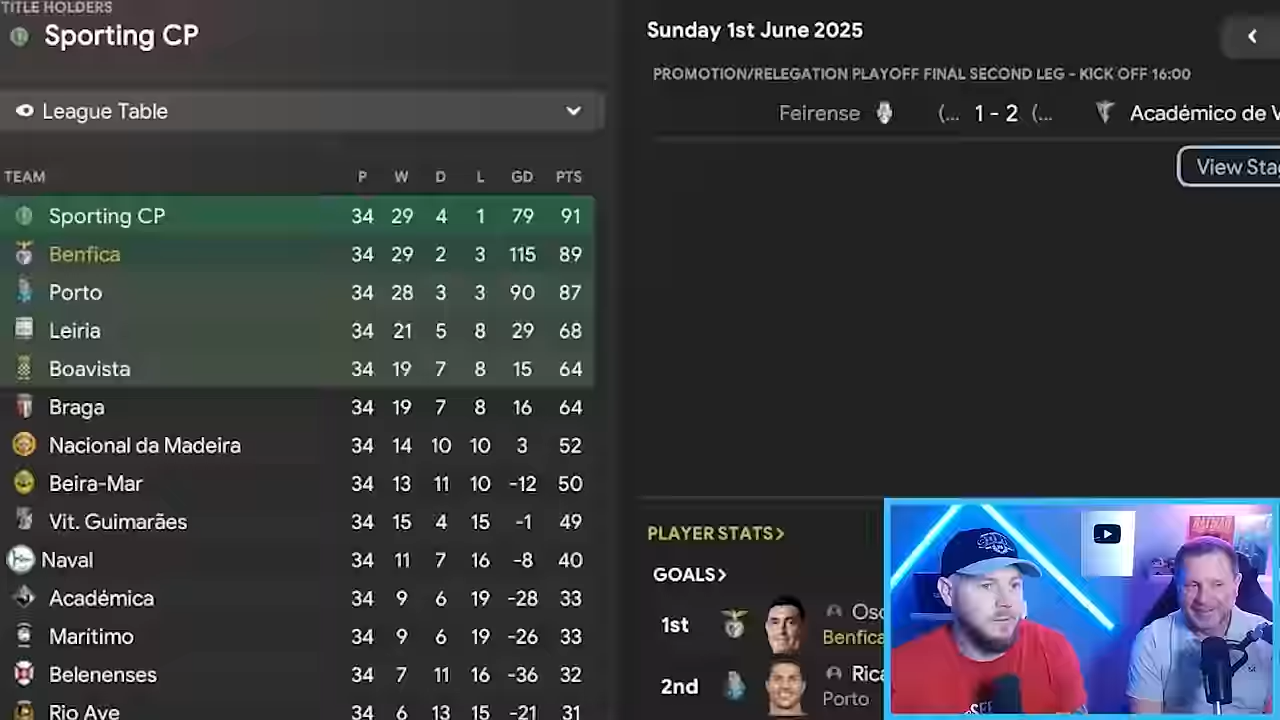 TITLE HOLDERS
Sporting CP
League Table
TEAM P W D L GD PTS
Sporting CP 34 29 4 1 79 91
Benfica 34 29 2 3 115 89
Porto 34 28 3 3 90 87
Leiria 34 21 5 8 29 68
Boavista 34 19 7 8 15 64
Braga 34 19 7 8 16 64
Nacional da Madeira 34 14 10 10 3 52
Beira-Mar 34 13 11 10 -12 50
Vit. Guimarães 34 15 4 15 -1 49
Naval 34 11 7 16 -8 40
Académica 34 9 6 19 -28 33
Marítimo 34 9 6 19 -26 33
Belenenses 34 7 11 16 -36 32
Rio Ave 34 6 13 15 -21 31
Sunday 1st June 2025
PROMOTION/RELEGATION PLAYOFF FINAL SECOND LEG - KICK OFF 16:00
Feirense (... 1 - 2 (... Académico de V
View Stag
PLAYER STATS>
GOALS>
1st Osc
Benfica
2nd Rica
Porto